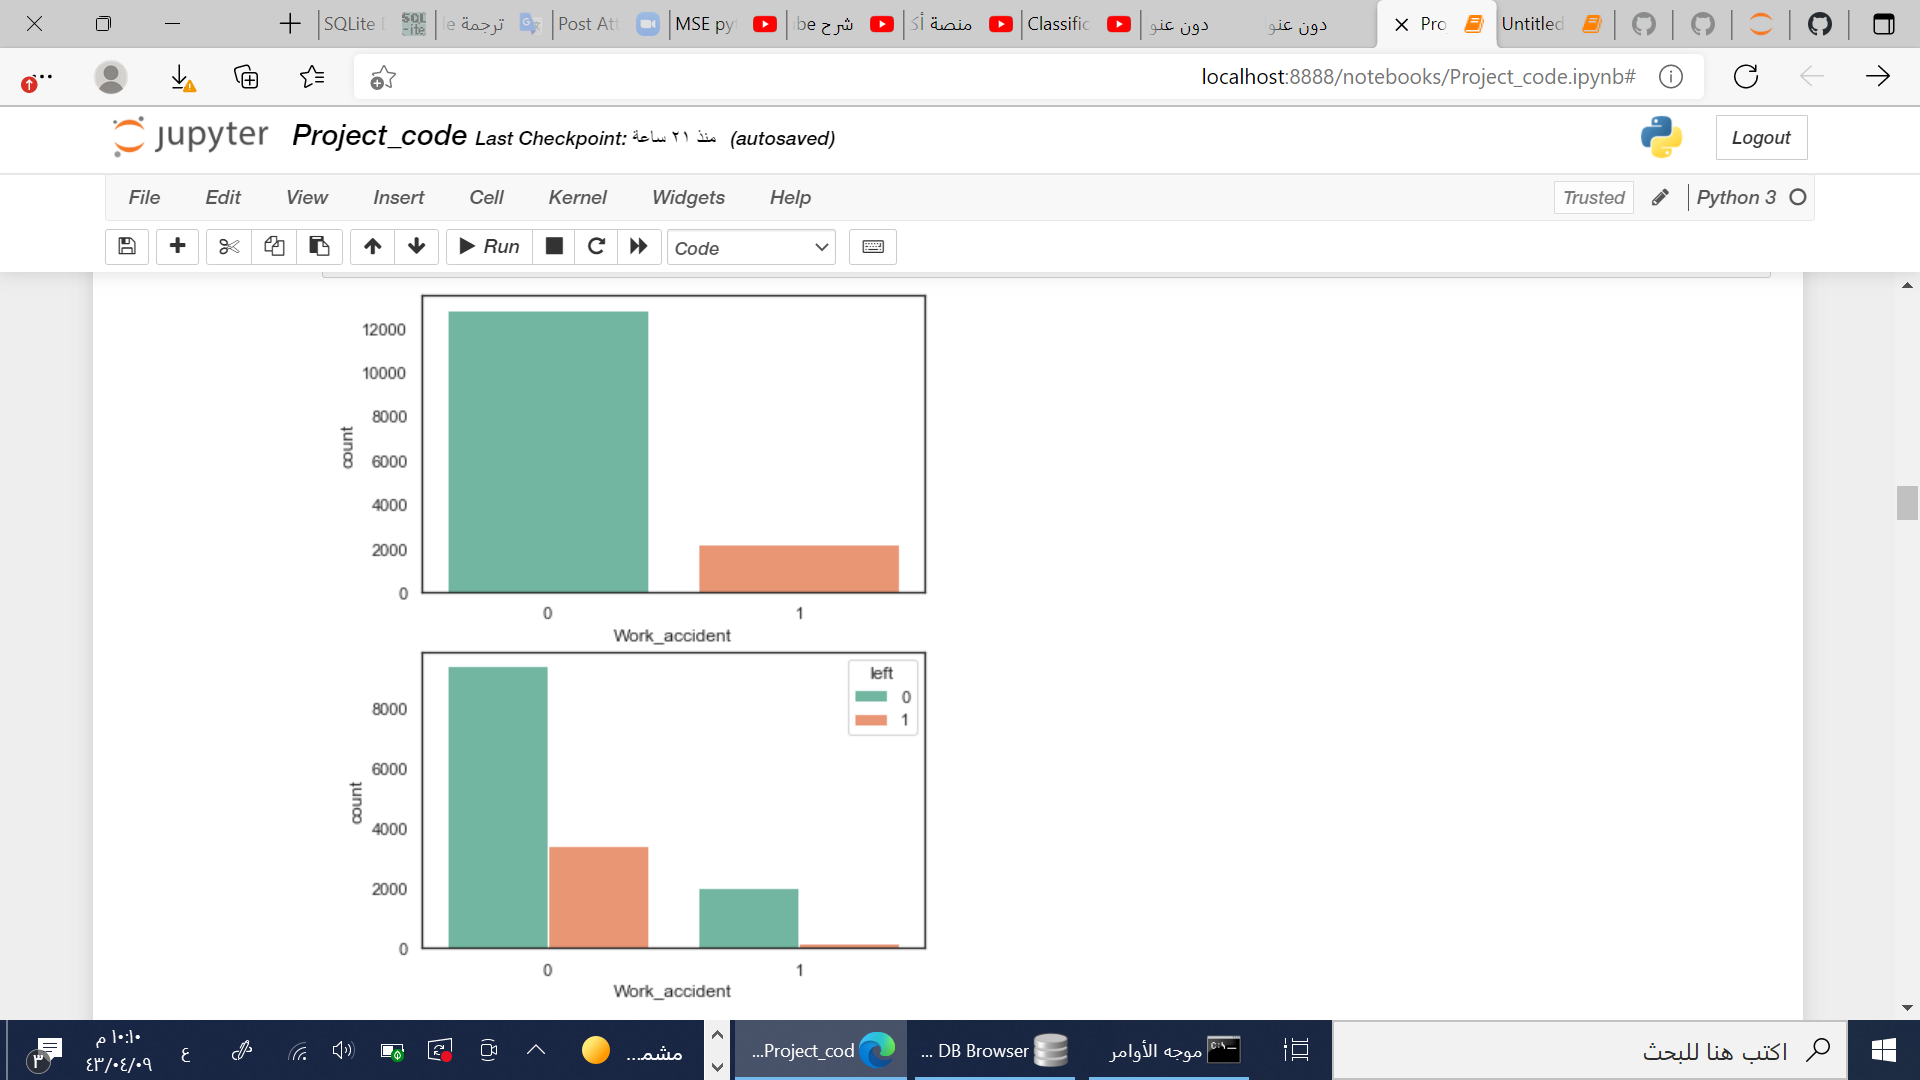 SQLite
ترجمة
Post Att
MSE py
شرح be
منصة أك
Classific
دون عنو
دون عنو
Pro
Untitled
localhost:8888/notebooks/Project_code.ipynb#
jupyter Project_code Last Checkpoint: منذ ٢١ ساعة (autosaved)
Logout
File Edit View Insert Cell Kernel Widgets Help
Trusted
Python 3
Run
Code
12000
10000
8000
6000
4000
2000
0
count
0 1
Work_accident
left
0
1
8000
6000
4000
2000
0
count
0 1
Work_accident
١٠:١٠ م
٤٣/٠٤/٠٩
٣
ع
مشمـ...
...Project_cod
... DB Browser
موجه الأوامر
اكتب هنا للبحث